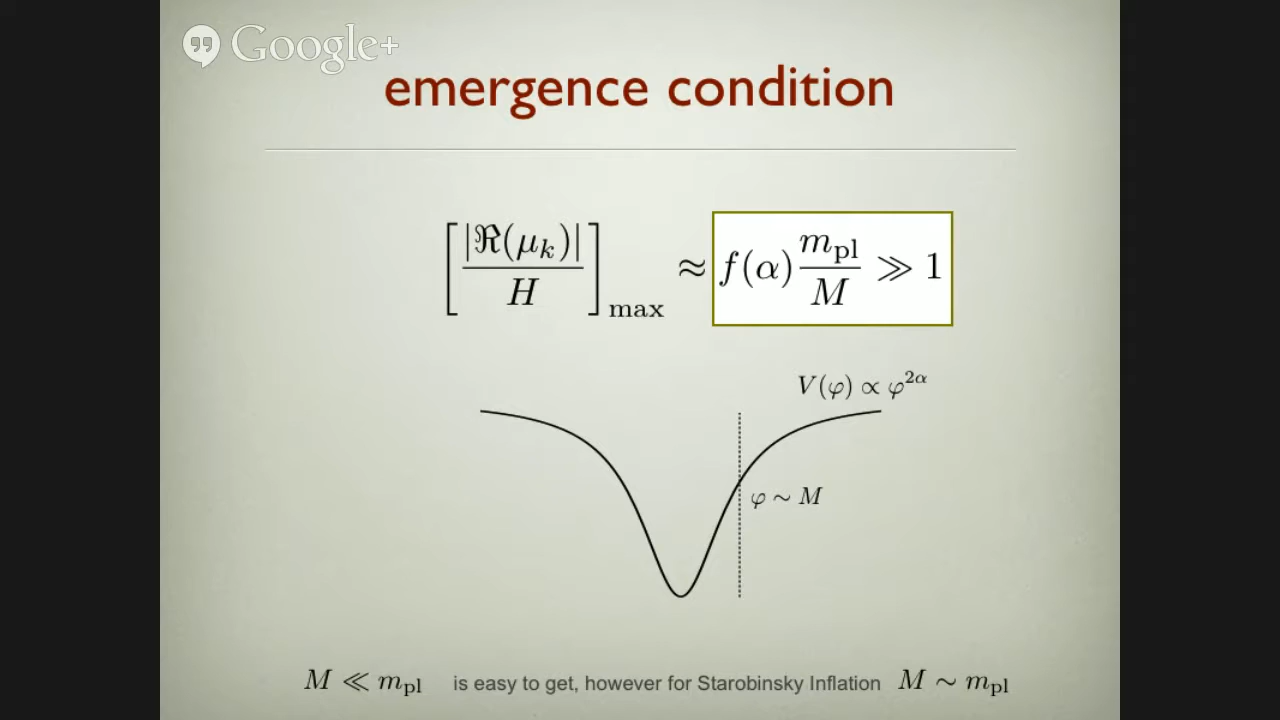 Google+
emergence condition
[|ℜ(μ_k)|/H]_max ≈ f(α) m_pl/M ≫ 1
V(φ) ∝ φ^2α
φ ∼ M
M ≪ m_pl is easy to get, however for Starobinsky Inflation M ∼ m_pl